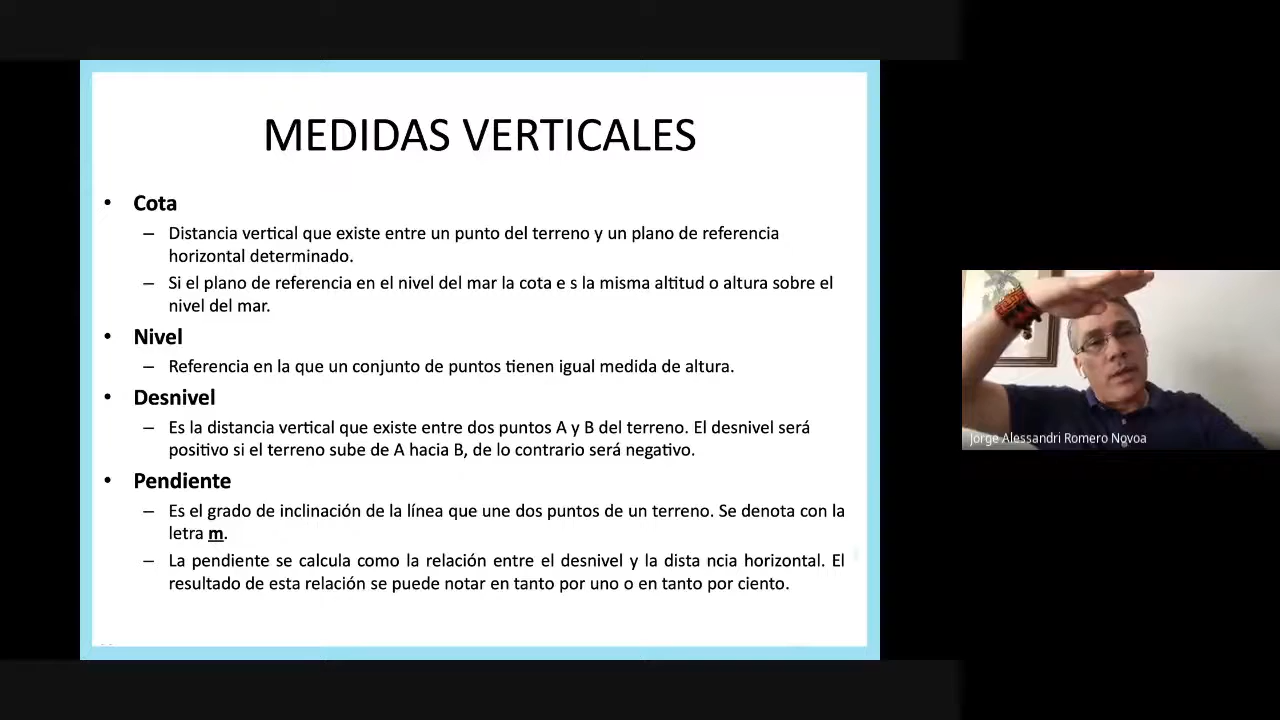 MEDIDAS VERTICALES
• Cota
– Distancia vertical que existe entre un punto del terreno y un plano de referencia
horizontal determinado.
– Si el plano de referencia en el nivel del mar la cota e s la misma altitud o altura sobre el
nivel del mar.
• Nivel
– Referencia en la que un conjunto de puntos tienen igual medida de altura.
• Desnivel
– Es la distancia vertical que existe entre dos puntos A y B del terreno. El desnivel será
positivo si el terreno sube de A hacia B, de lo contrario será negativo.
• Pendiente
– Es el grado de inclinación de la línea que une dos puntos de un terreno. Se denota con la
letra m.
– La pendiente se calcula como la relación entre el desnivel y la dista ncia horizontal. El
resultado de esta relación se puede notar en tanto por uno o en tanto por ciento.
Jorge Alessandri Romero Novoa